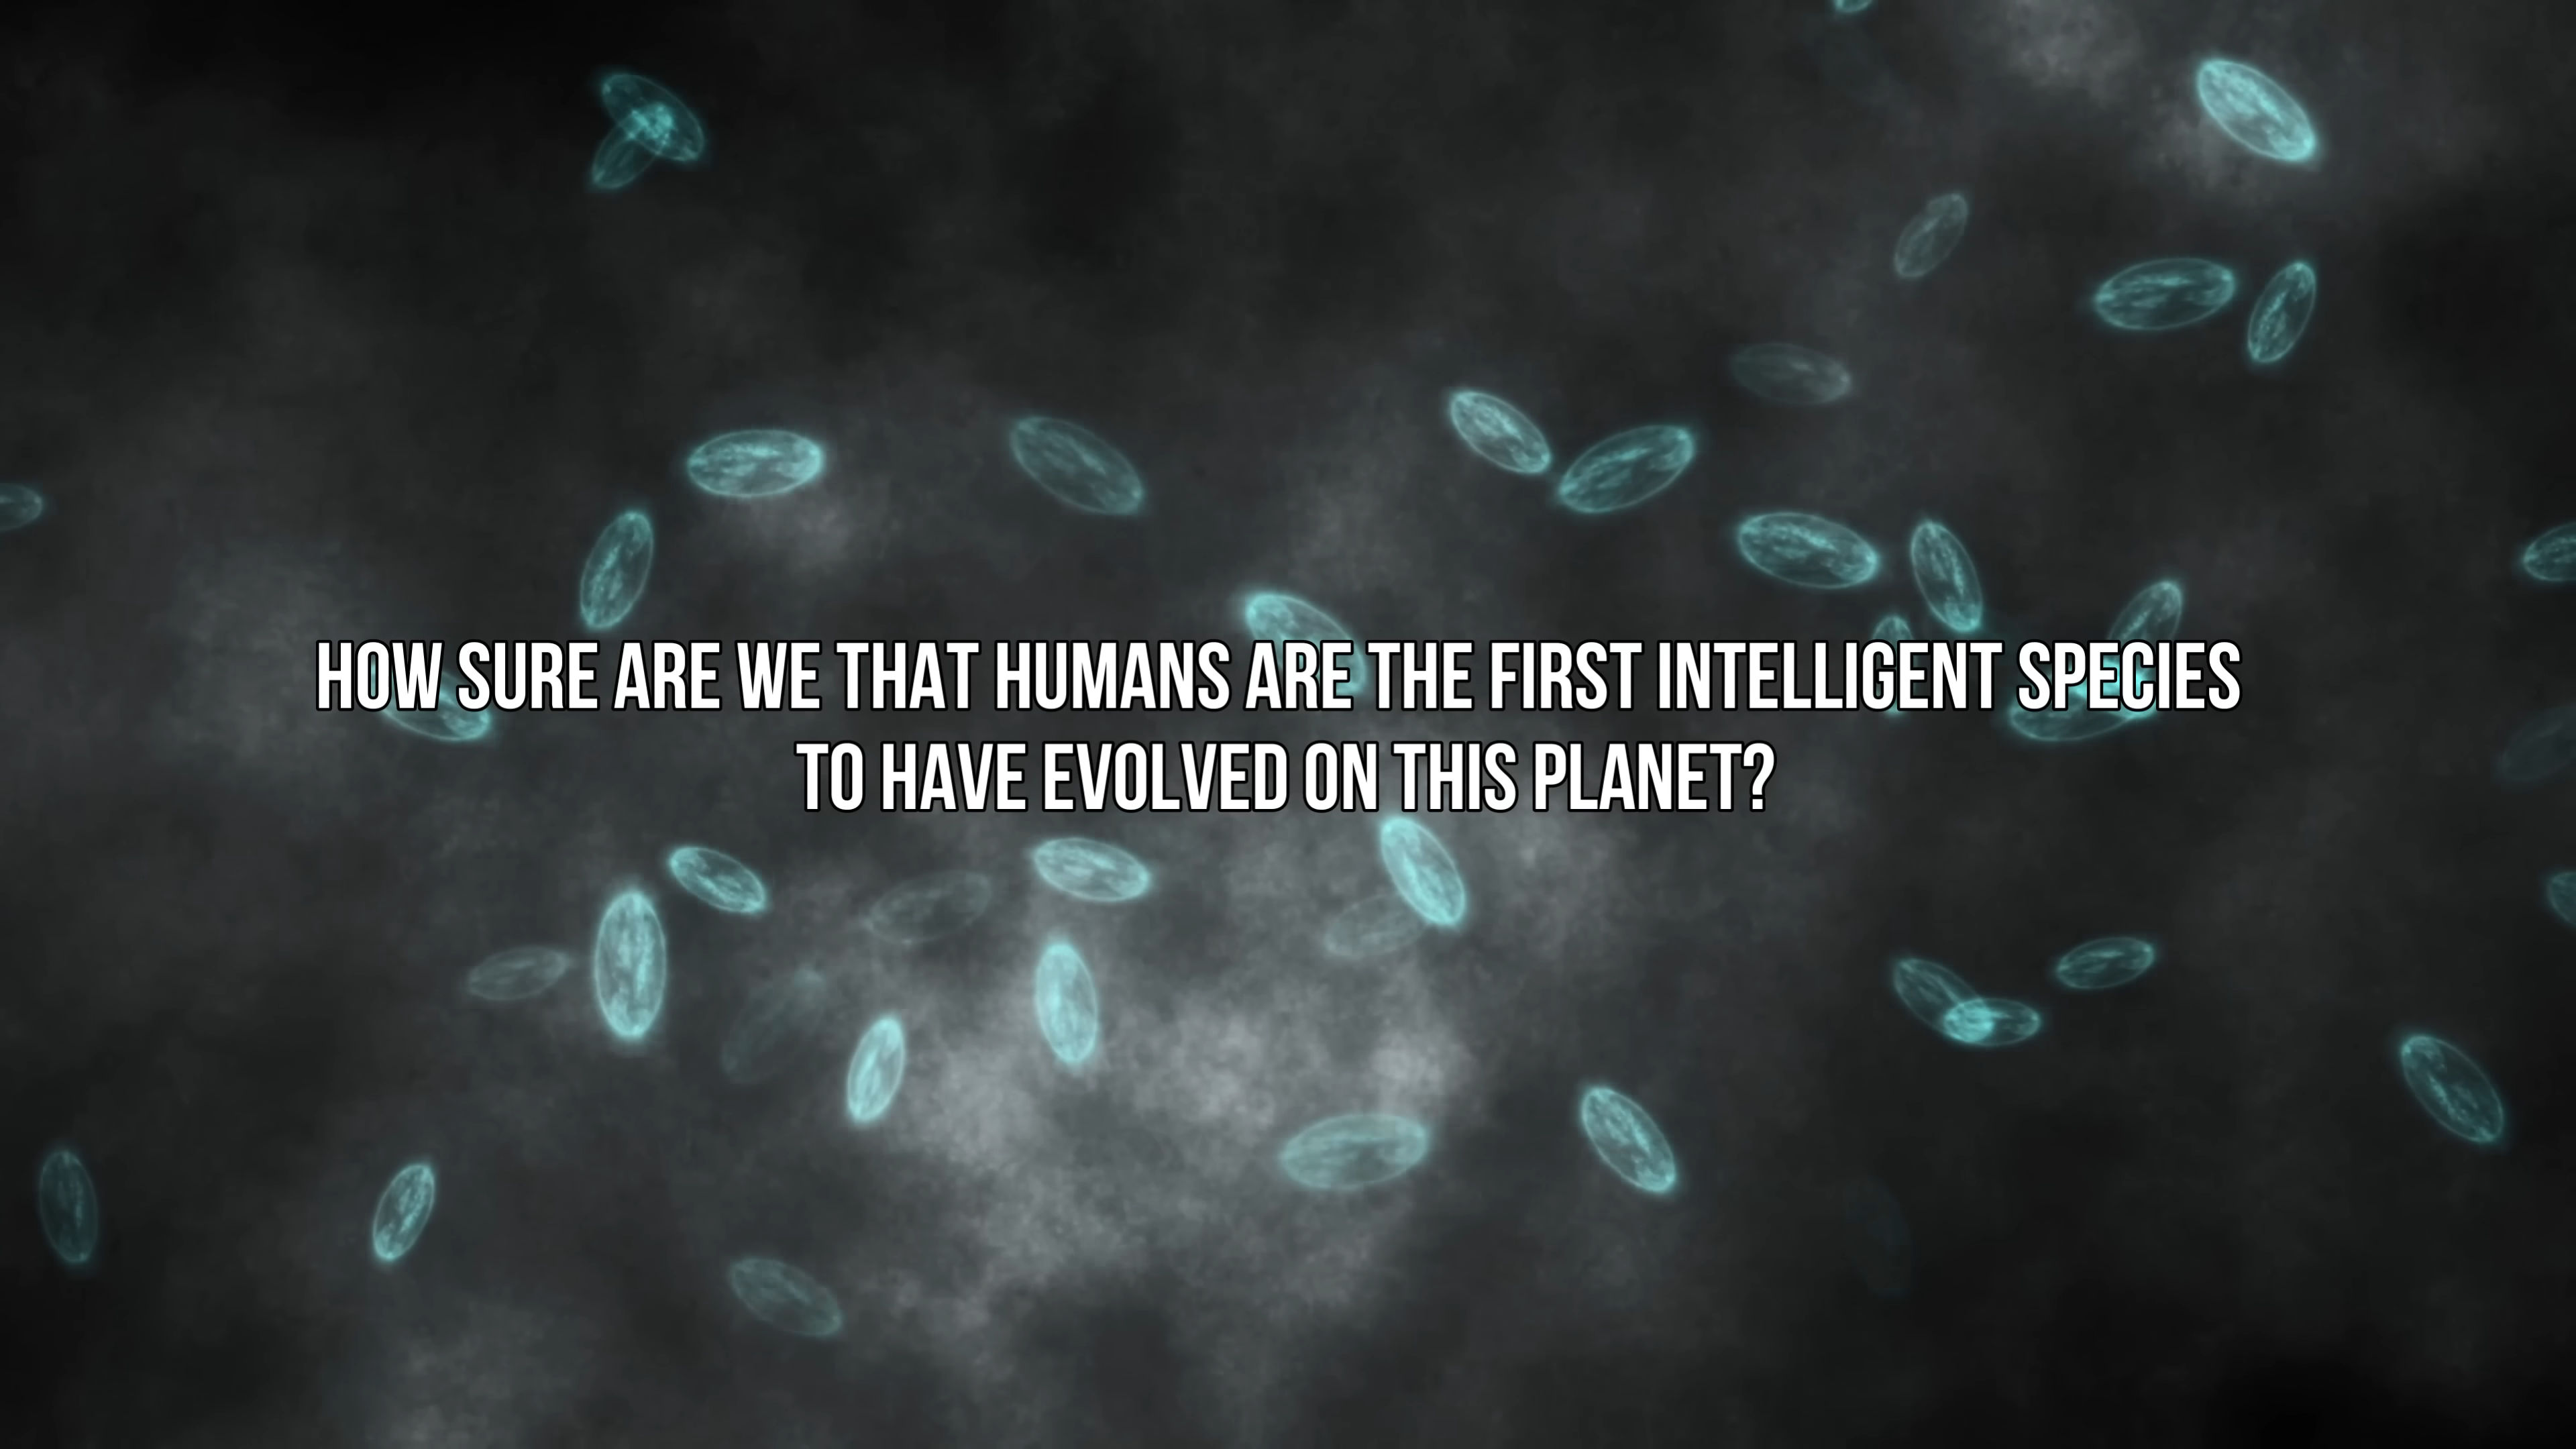 HOW SURE ARE WE THAT HUMANS ARE THE FIRST INTELLIGENT SPECIES
TO HAVE EVOLVED ON THIS PLANET?